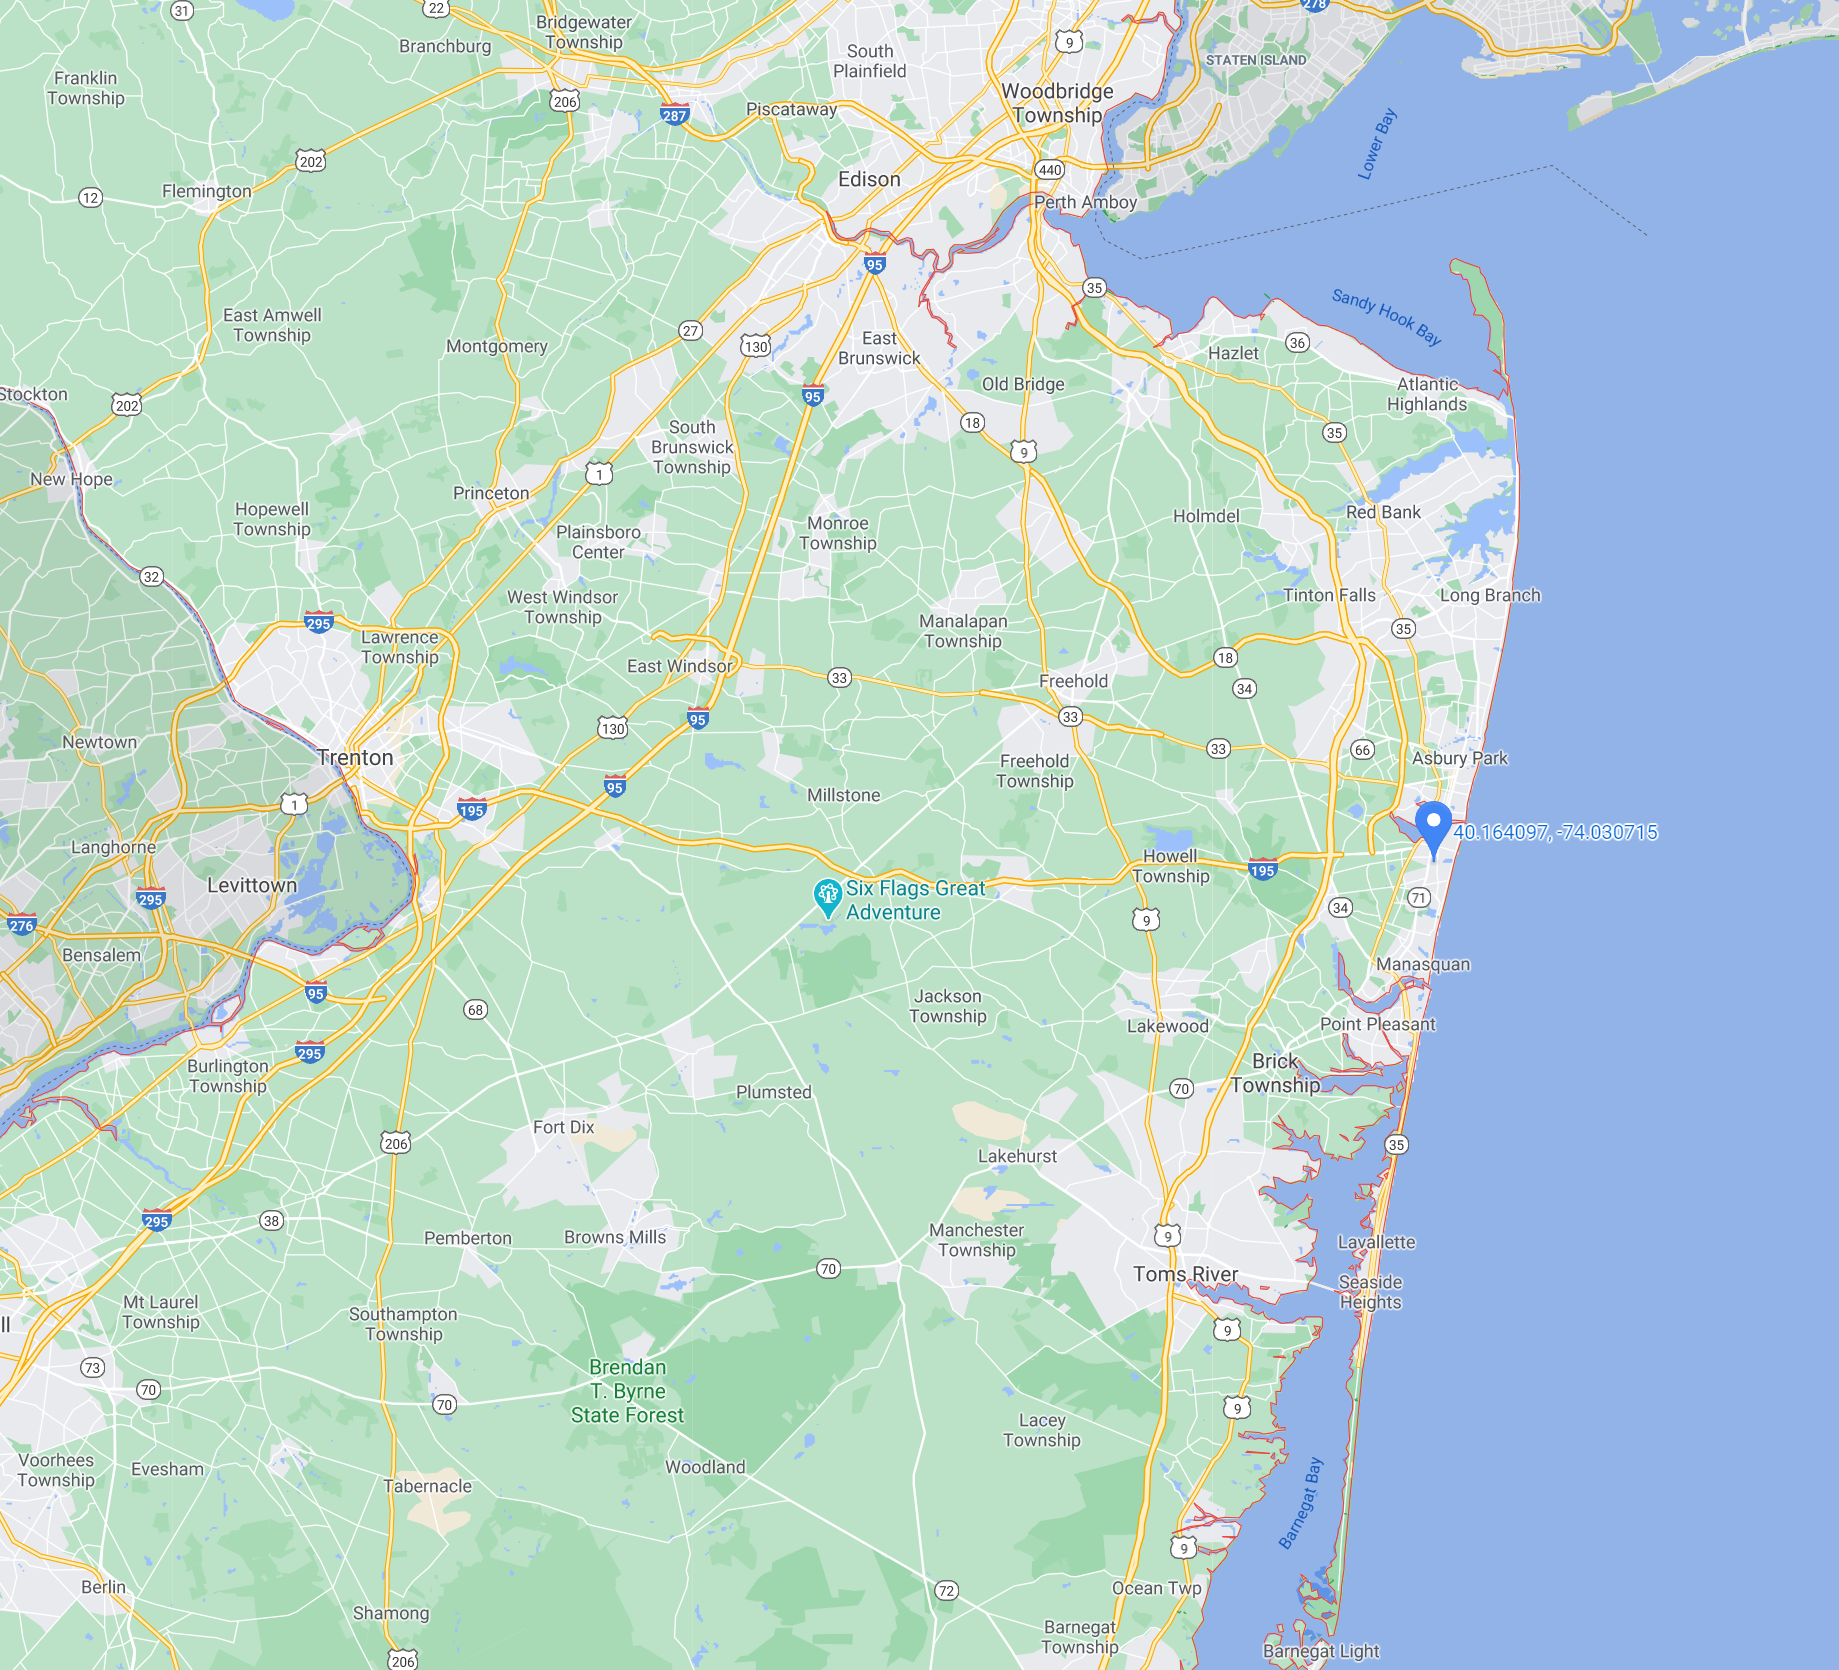 31
22
278
Bridgewater
Township
Branchburg
9
South
Plainfield
STATEN ISLAND
Franklin
Township
206
Woodbridge
Township
287
Piscataway
Lower Bay
202
440
Edison
12
Flemington
Perth Amboy
95
35
Sandy Hook Bay
East Amwell
Township
27
Montgomery
130
East
Brunswick
36
Hazlet
Old Bridge
Atlantic
Highlands
Stockton
202
95
18
35
South
Brunswick
Township
9
New Hope
1
Princeton
Hopewell
Township
Monroe
Township
Holmdel
Red Bank
Plainsboro
Center
32
West Windsor
Township
Tinton Falls
Long Branch
295
Lawrence
Township
Manalapan
Township
35
East Windsor
33
18
Freehold
34
130
95
33
Newtown
33
66
Trenton
Asbury Park
Freehold
Township
95
Millstone
1
195
40.164097, -74.030715
Langhorne
Howell
Township
195
Levittown
Six Flags Great
Adventure
295
71
34
276
9
Bensalem
Manasquan
95
68
Jackson
Township
Lakewood
Point Pleasant
295
Burlington
Township
Brick
Township
70
Plumsted
Fort Dix
206
35
Lakehurst
295
38
Pemberton
Browns Mills
Manchester
Township
9
Lavallette
70
Toms River
Seaside
Heights
Mt Laurel
Township
Southampton
Township
ll
9
73
70
Brendan
T. Byrne
State Forest
70
9
Lacey
Township
Voorhees
Township
Evesham
Woodland
Tabernacle
Barnegat Bay
9
Berlin
72
Ocean Twp
Shamong
Barnegat
Township
Barnegat Light
206